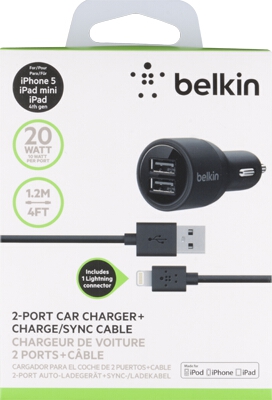 For/Pour
Para/Für
iPhone 5
iPad mini
iPad
4th gen
belkin
20
WATT
10 WATT
PER PORT
1.2M
4FT
belkin
Includes
1 Lightning
connector
2-PORT CAR CHARGER+
CHARGE/SYNC CABLE
CHARGEUR DE VOITURE
2 PORTS+CÂBLE
CARGADOR PARA EL COCHE DE 2 PUERTOS+CABLE
2-PORT AUTO-LADEGERÄT+SYNC-/LADEKABEL
Made for
iPod iPhone iPad